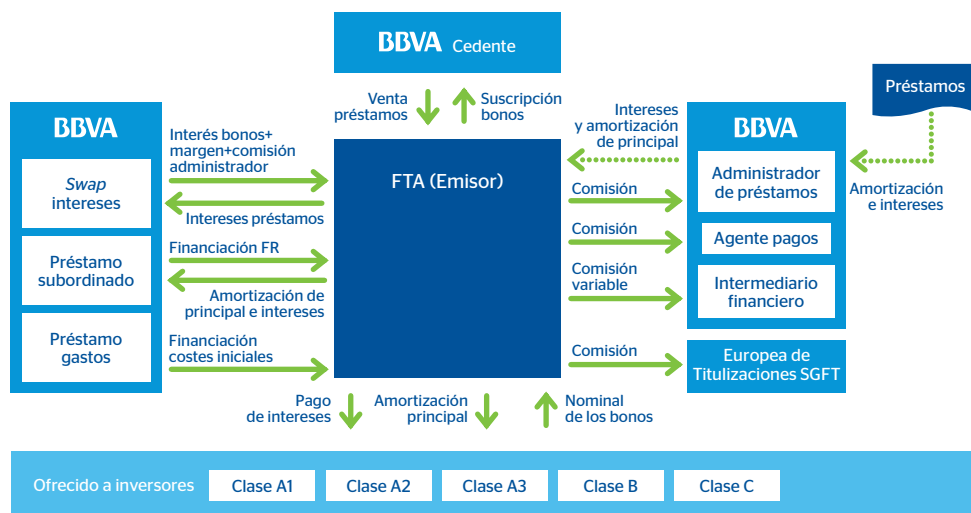 BBVA Cedente
Venta
préstamos
Suscripción
bonos
Préstamos
BBVA
Swap
intereses
Préstamo
subordinado
Préstamo
gastos
Interés bonos+
margen+comisión
administrador
Intereses préstamos
Financiación FR
Amortización de
principal e intereses
Financiación
costes iniciales
FTA (Emisor)
Intereses
y amortización
de principal
Comisión
Comisión
Comisión
variable
Comisión
BBVA
Administrador
de préstamos
Agente pagos
Intermediario
financiero
Amortización
e intereses
Europea de
Titulizaciones SGFT
Pago
de intereses
Amortización
principal
Nominal
de los bonos
Ofrecido a inversores
Clase A1
Clase A2
Clase A3
Clase B
Clase C